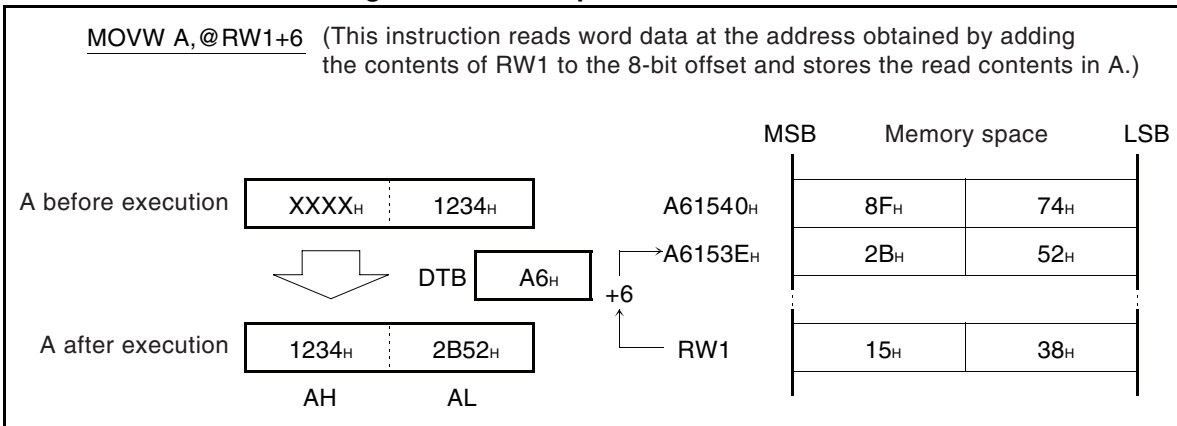 MOVW A,@RW1+6 (This instruction reads word data at the address obtained by adding
the contents of RW1 to the 8-bit offset and stores the read contents in A.)
MSB Memory space LSB
A before execution XXXXH 1234H A61540H 8FH 74H
A6153EH 2BH 52H
DTB A6H
+6
A after execution 1234H 2B52H RW1 15H 38H
AH AL